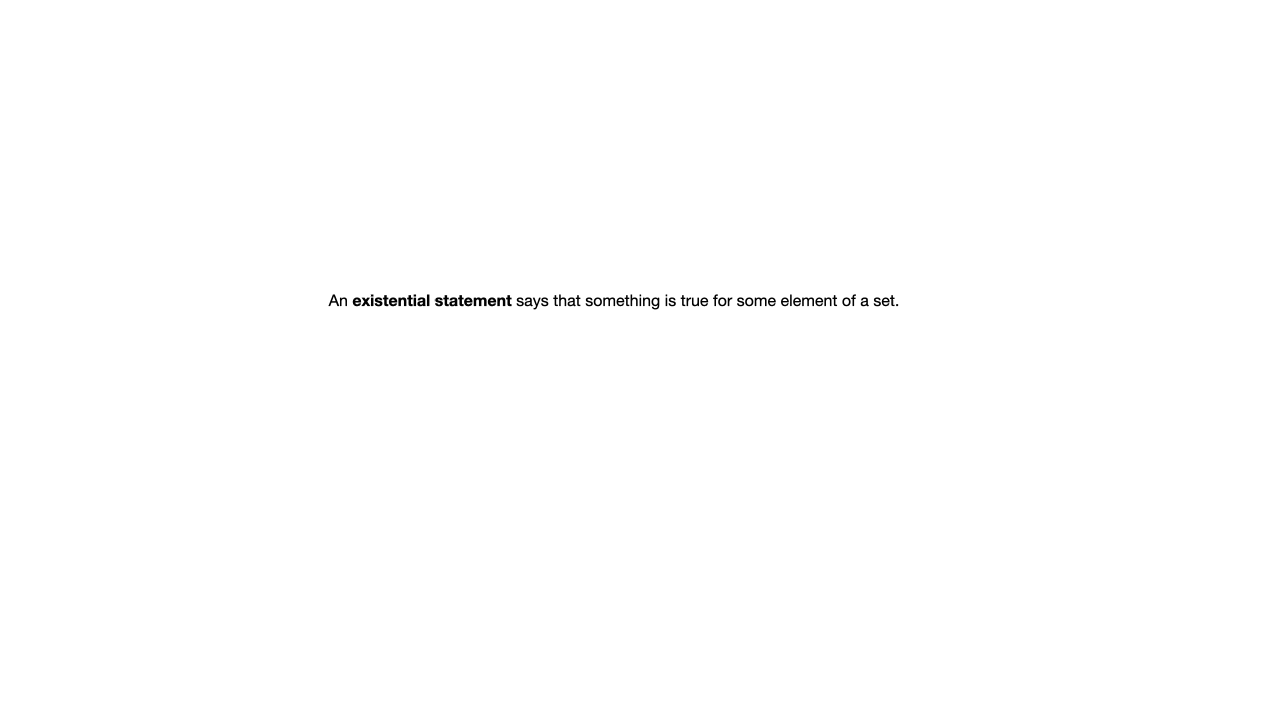 An existential statement says that something is true for some element of a set.